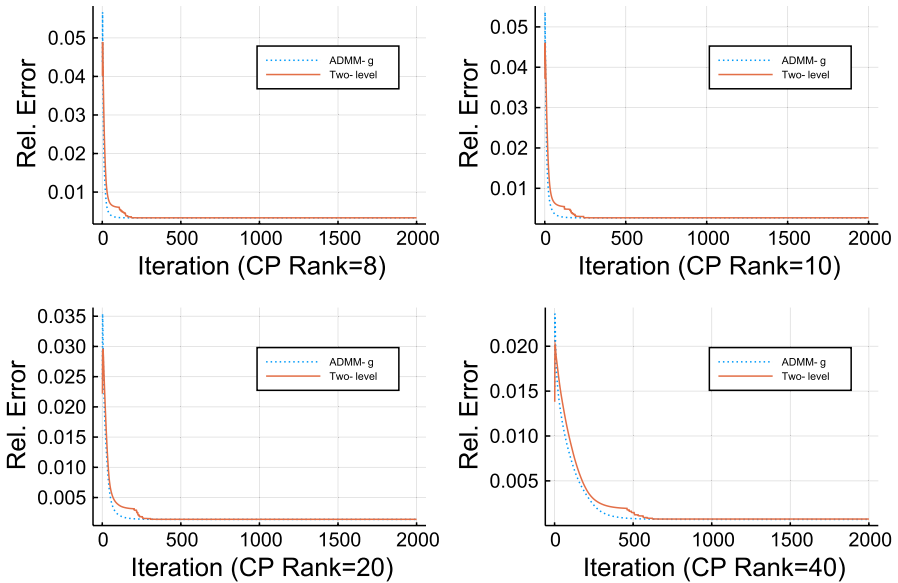 Rel. Error
0.05
0.04
0.03
0.02
0.01
ADMM- g
Two- level
0 500 1000 1500 2000
Iteration (CP Rank=8)
Rel. Error
0.05
0.04
0.03
0.02
0.01
ADMM- g
Two- level
0 500 1000 1500 2000
Iteration (CP Rank=10)
Rel. Error
0.035
0.030
0.025
0.020
0.015
0.010
0.005
ADMM- g
Two- level
0 500 1000 1500 2000
Iteration (CP Rank=20)
Rel. Error
0.020
0.015
0.010
0.005
ADMM- g
Two- level
0 500 1000 1500 2000
Iteration (CP Rank=40)